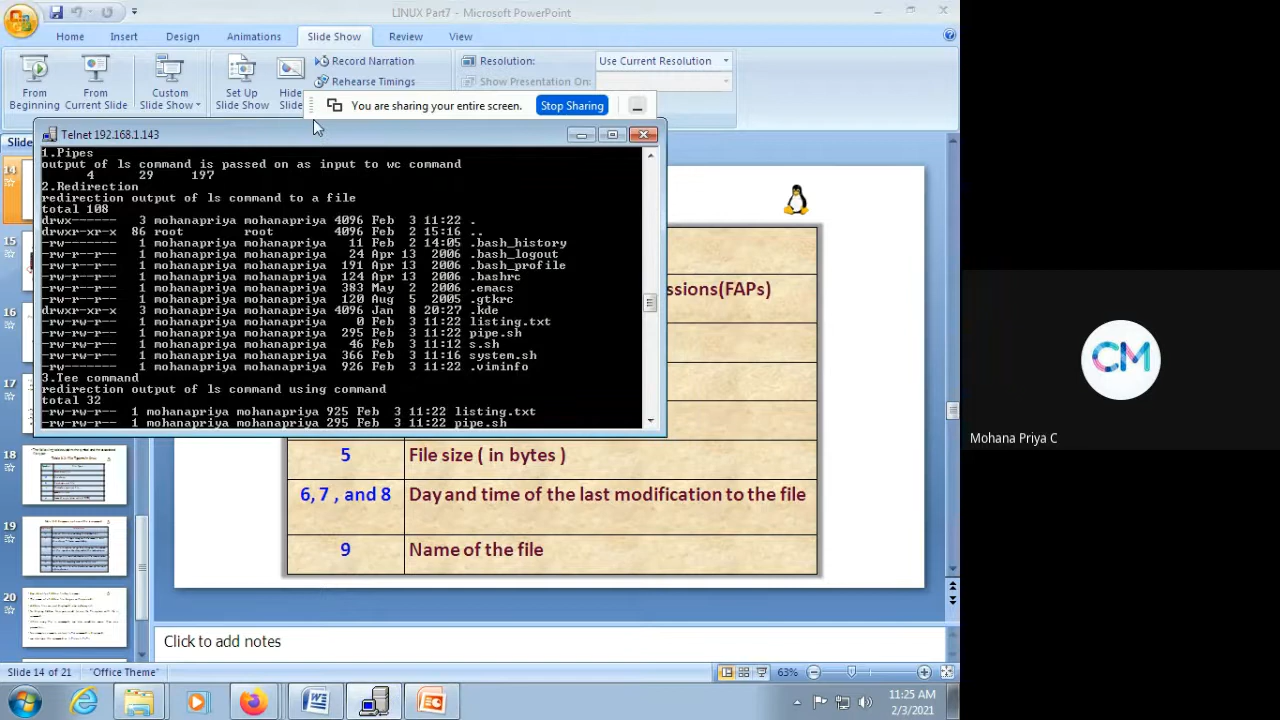 LINUX Part7 - Microsoft PowerPoint
Home Insert Design Animations Slide Show Review View
Record Narration
Rehearse Timings
Resolution: Use Current Resolution
Show Presentation On:
From Beginning
From Current Slide
Custom Slide Show
Set Up Slide Show
Hide Slide
You are sharing your entire screen. Stop Sharing
Telnet 192.168.1.143
1.Pipes
output of ls command is passed on as input to wc command
4 29 197
2.Redirection
redirection output of ls command to a file
total 108
drwx------ 3 mohanapriya mohanapriya 4096 Feb 3 11:22 .
drwxr-xr-x 86 root root 4096 Feb 2 15:16 ..
-rw------- 1 mohanapriya mohanapriya 11 Feb 2 14:05 .bash_history
-rw-r--r-- 1 mohanapriya mohanapriya 24 Apr 13 2006 .bash_logout
-rw-r--r-- 1 mohanapriya mohanapriya 191 Apr 13 2006 .bash_profile
-rw-r--r-- 1 mohanapriya mohanapriya 124 Apr 13 2006 .bashrc
-rw-r--r-- 1 mohanapriya mohanapriya 383 May 2 2006 .emacs
-rw-r--r-- 1 mohanapriya mohanapriya 120 Aug 5 2005 .gtkrc
drwxr-xr-x 3 mohanapriya mohanapriya 4096 Jan 8 20:27 .kde
-rw-rw-r-- 1 mohanapriya mohanapriya 0 Feb 3 11:22 listing.txt
-rw-rw-r-- 1 mohanapriya mohanapriya 295 Feb 3 11:22 pipe.sh
-rw-rw-r-- 1 mohanapriya mohanapriya 46 Feb 3 11:12 s.sh
-rw-rw-r-- 1 mohanapriya mohanapriya 366 Feb 3 11:16 system.sh
-rw-rw-r-- 1 mohanapriya mohanapriya 926 Feb 3 11:22 .viminfo
3.Tee command
redirection output of ls command using command
total 32
-rw-rw-r-- 1 mohanapriya mohanapriya 925 Feb 3 11:22 listing.txt
-rw-rw-r-- 1 mohanapriya mohanapriya 295 Feb 3 11:22 pipe.sh
ssions(FAPs)
5 File size ( in bytes )
6, 7 , and 8 Day and time of the last modification to the file
9 Name of the file
Slide
14
15
16
17
18
19
20
Click to add notes
Slide 14 of 21 "Office Theme" 63%
11:25 AM
2/3/2021
CM
Mohana Priya C